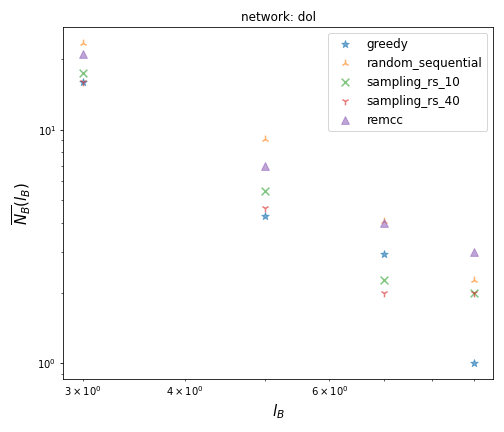 network: dol
greedy
random_sequential
sampling_rs_10
sampling_rs_40
remcc
10¹
10⁰
$\overline{N_B}(l_B)$
3 × 10⁰
4 × 10⁰
6 × 10⁰
$l_B$